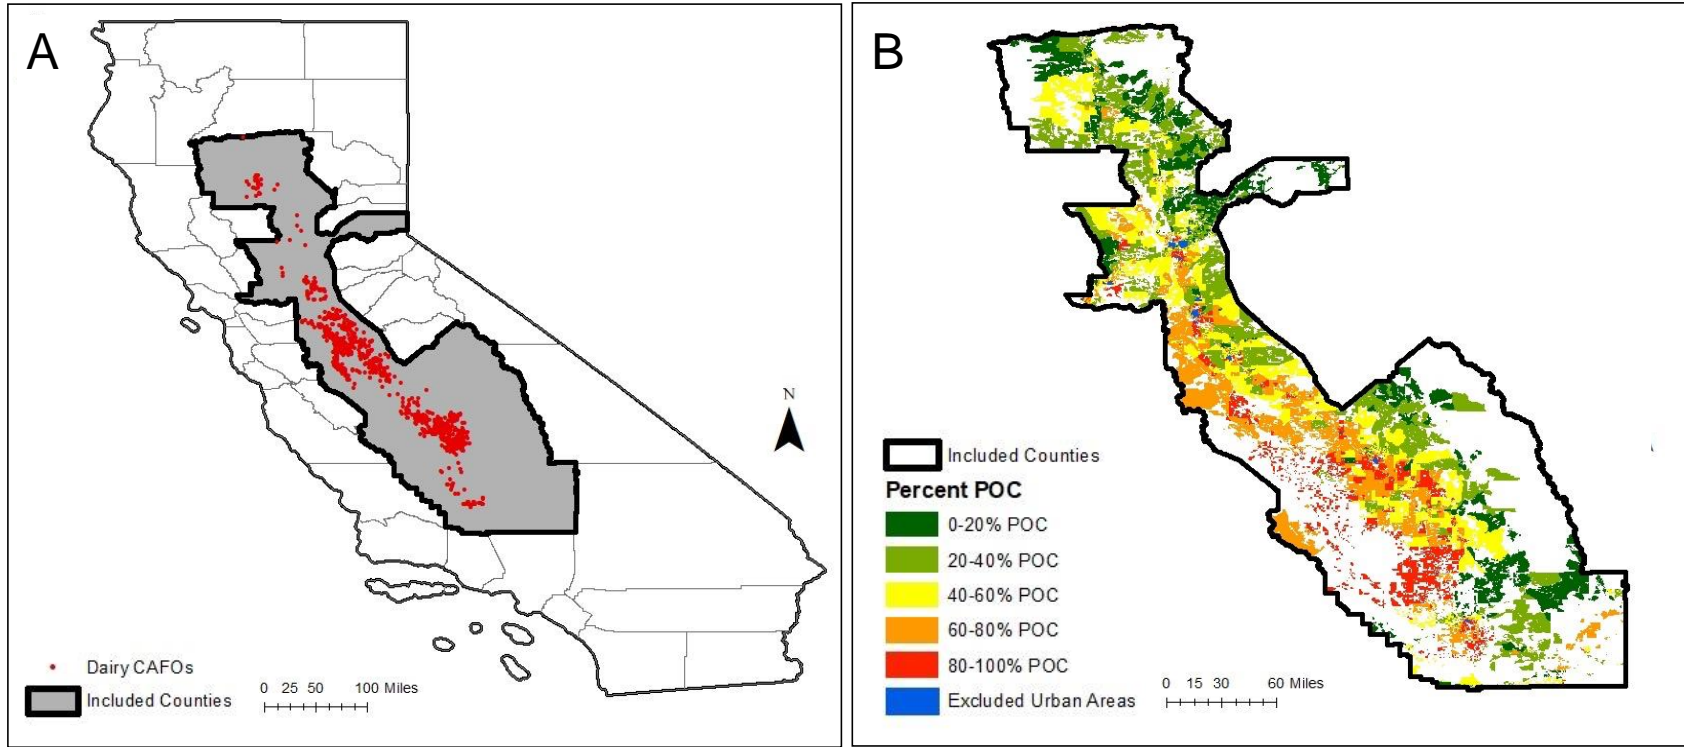 A
N
Dairy CAFOs
Included Counties
0 25 50 100 Miles
B
Included Counties
Percent POC
0-20% POC
20-40% POC
40-60% POC
60-80% POC
80-100% POC
Excluded Urban Areas
0 15 30 60 Miles